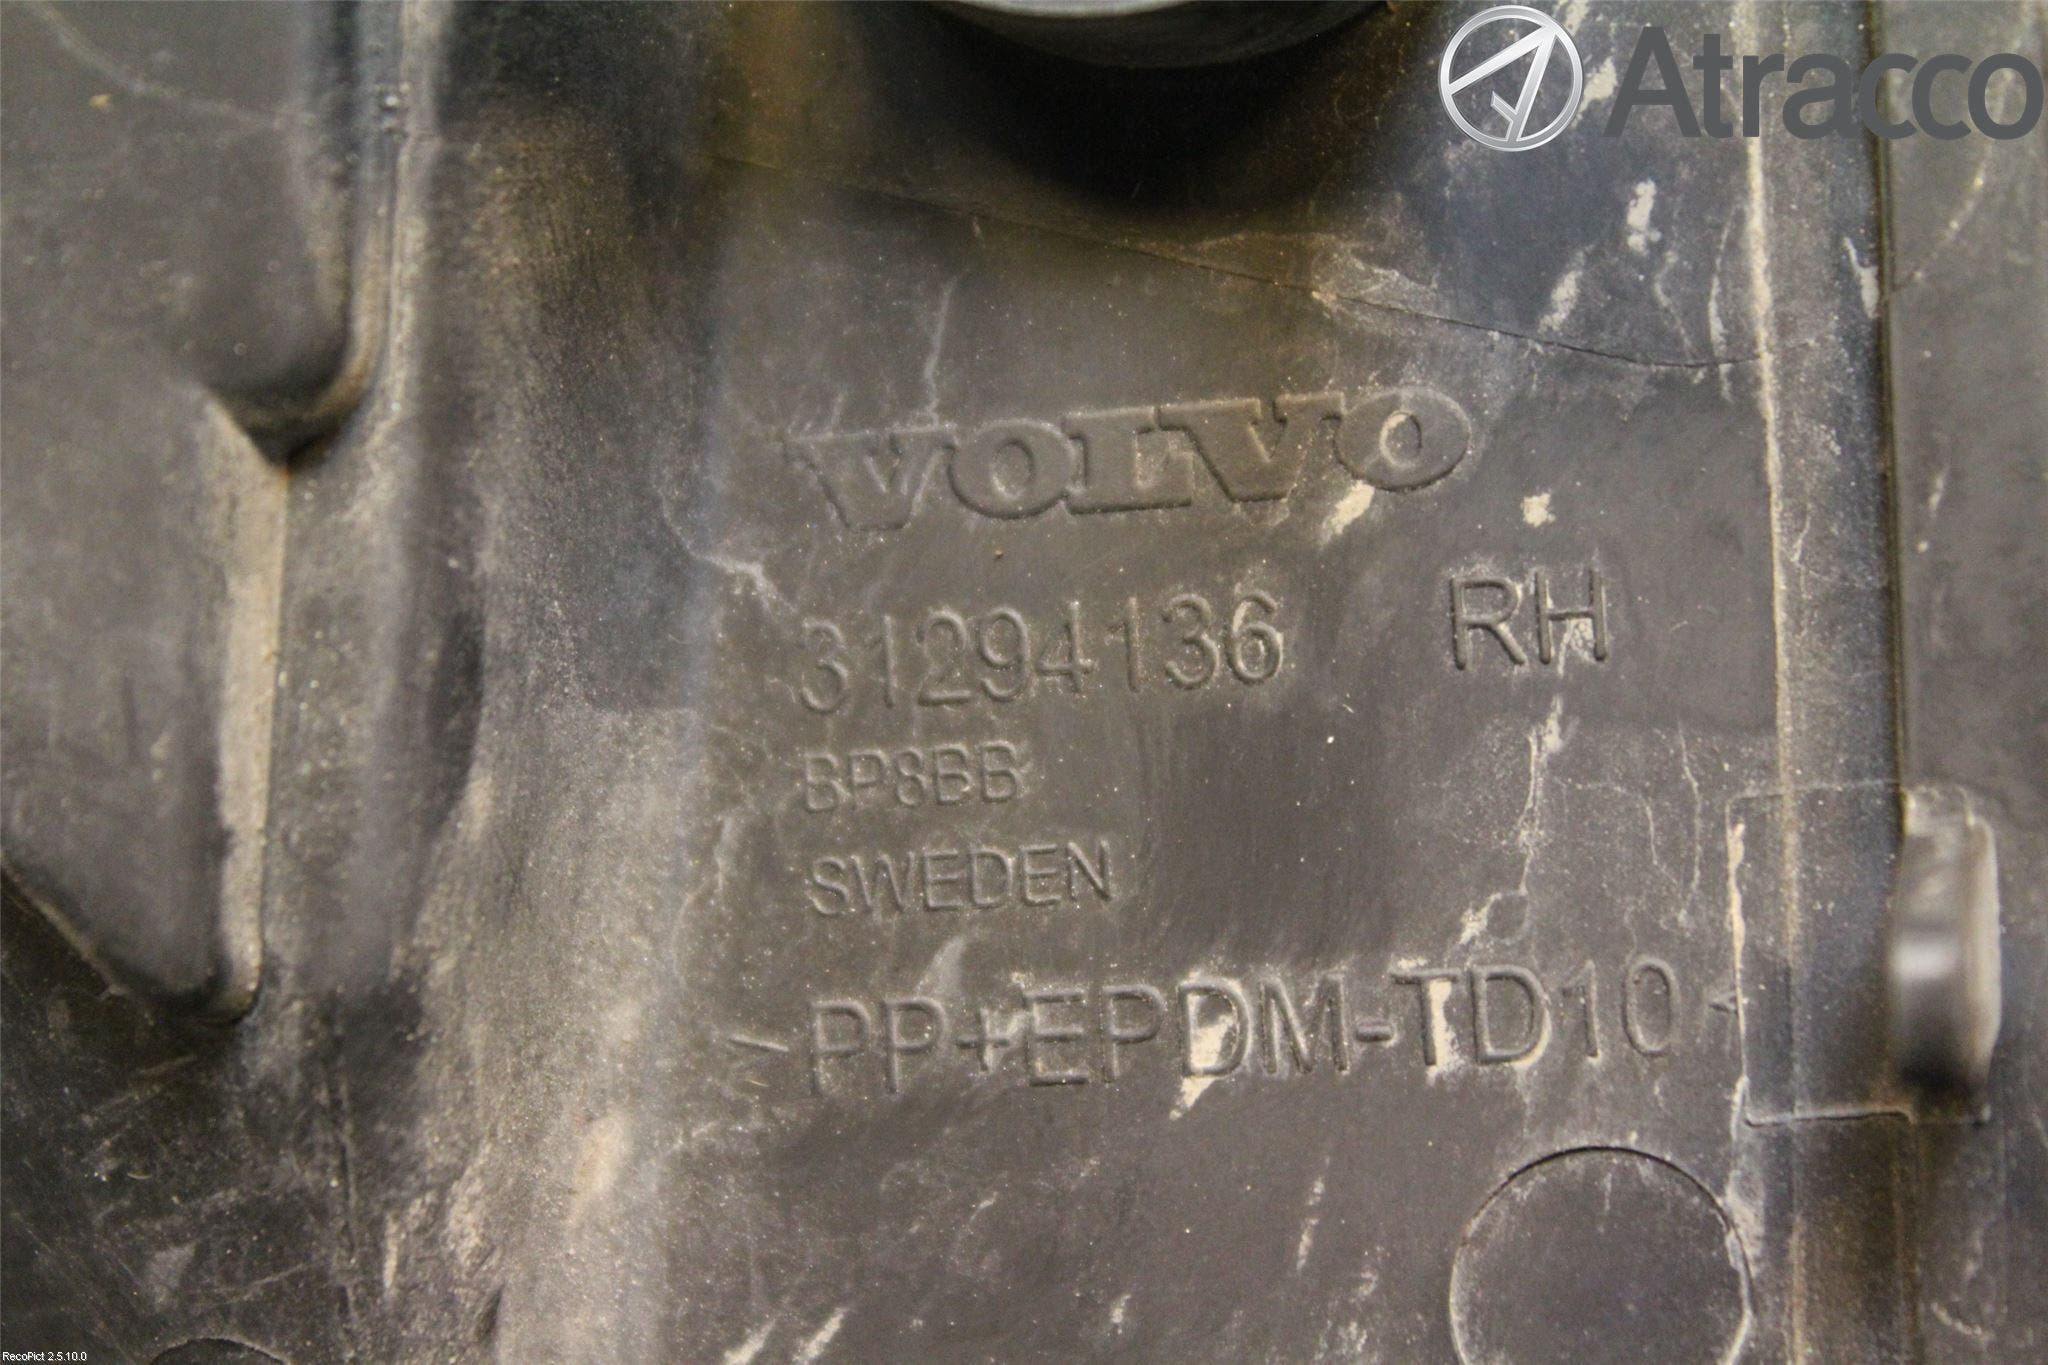 Atracco
VOLVO
31294136 RH
BP8BB
SWEDEN
>PP+EPDM-TD10<
RecoPict 2.5.10.0